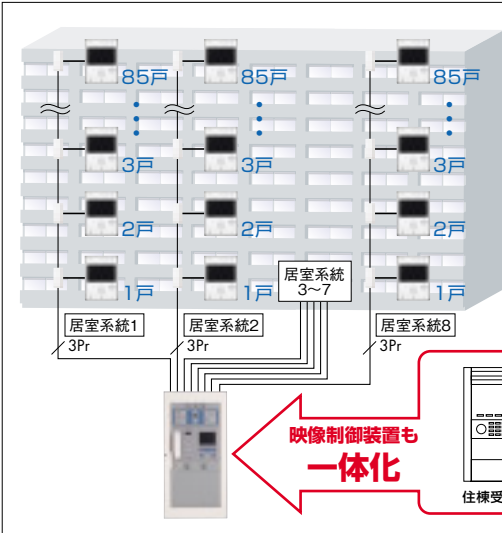 85戸 85戸 85戸
3戸 3戸 3戸
2戸 2戸 2戸
1戸 1戸 1戸
居室系統
3〜7
居室系統1 居室系統2 居室系統8
3Pr 3Pr 3Pr
映像制御装置も
一体化
住棟受